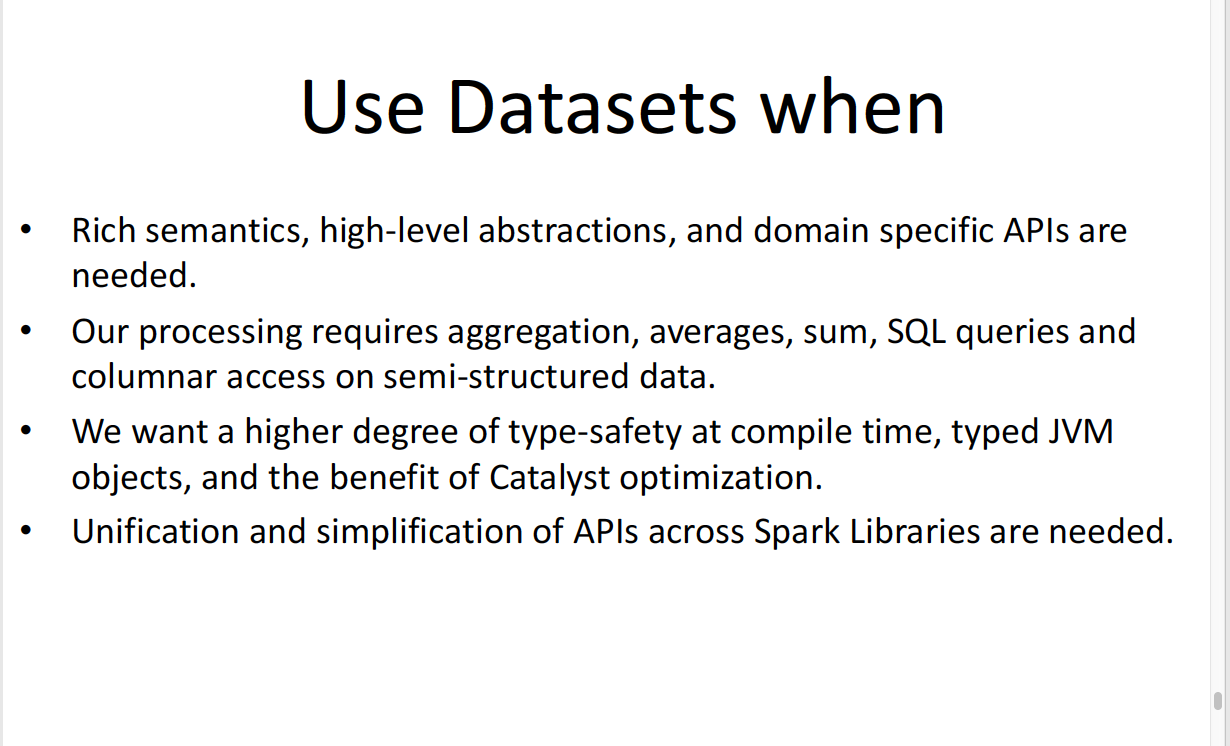 Use Datasets when
• Rich semantics, high-level abstractions, and domain specific APIs are
needed.
• Our processing requires aggregation, averages, sum, SQL queries and
columnar access on semi-structured data.
• We want a higher degree of type-safety at compile time, typed JVM
objects, and the benefit of Catalyst optimization.
• Unification and simplification of APIs across Spark Libraries are needed.